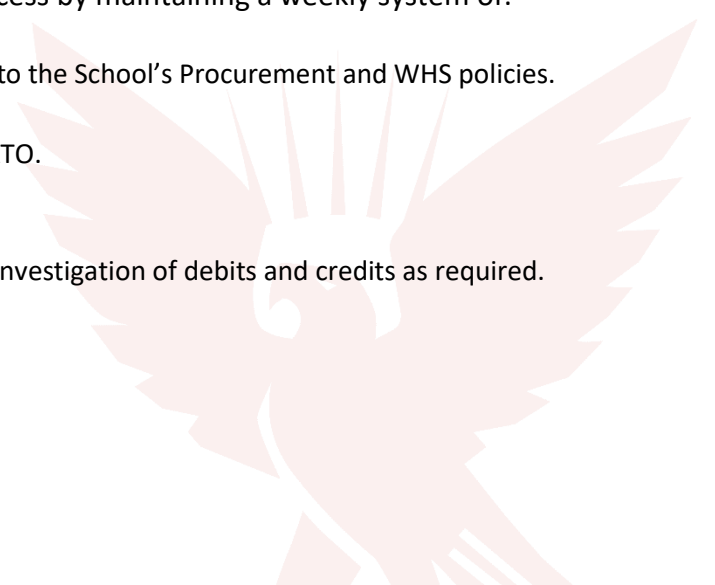 cess by maintaining a weekly system of:
to the School's Procurement and WHS policies.
TO.
nvestigation of debits and credits as required.